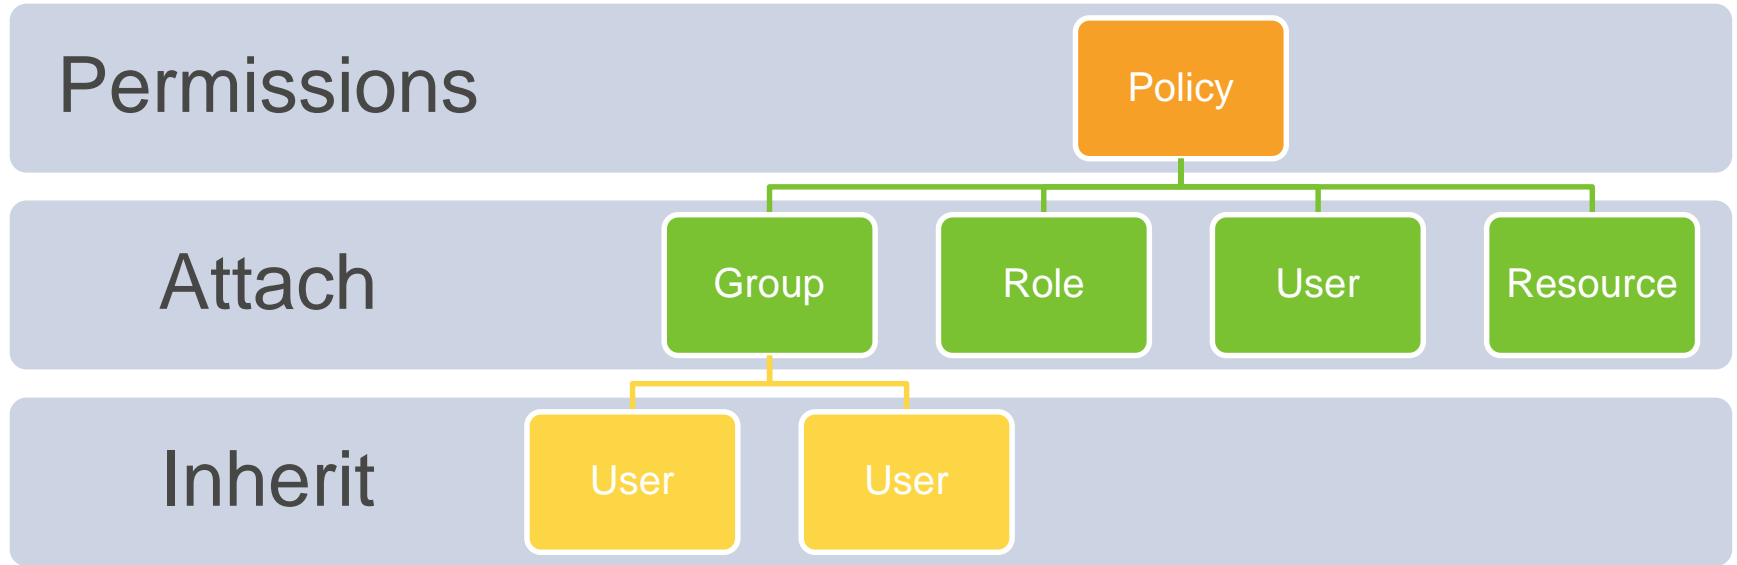 Permissions
Policy
Attach
Group
Role
User
Resource
Inherit
User
User